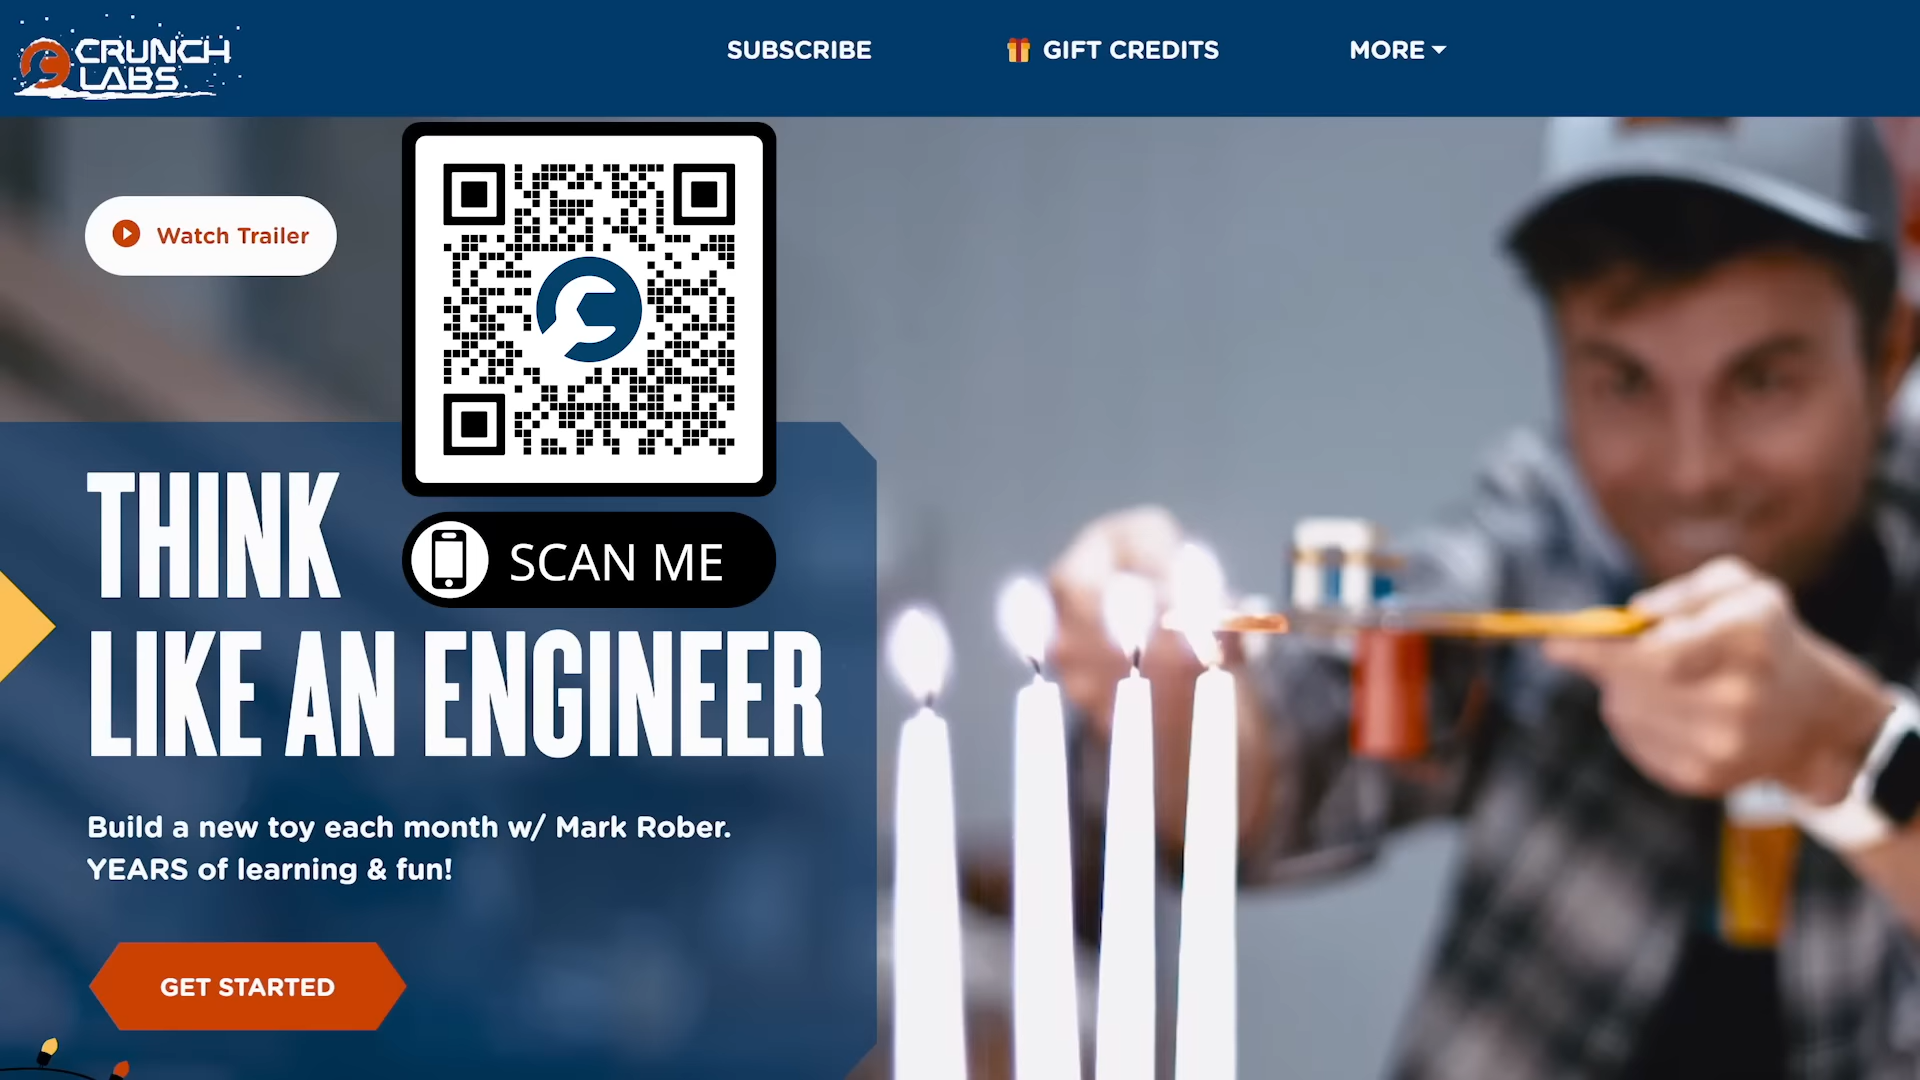 CRUNCH
LABS
SUBSCRIBE
GIFT CREDITS
MORE
Watch Trailer
SCAN ME
THINK
LIKE AN ENGINEER
Build a new toy each month w/ Mark Rober.
YEARS of learning & fun!
GET STARTED